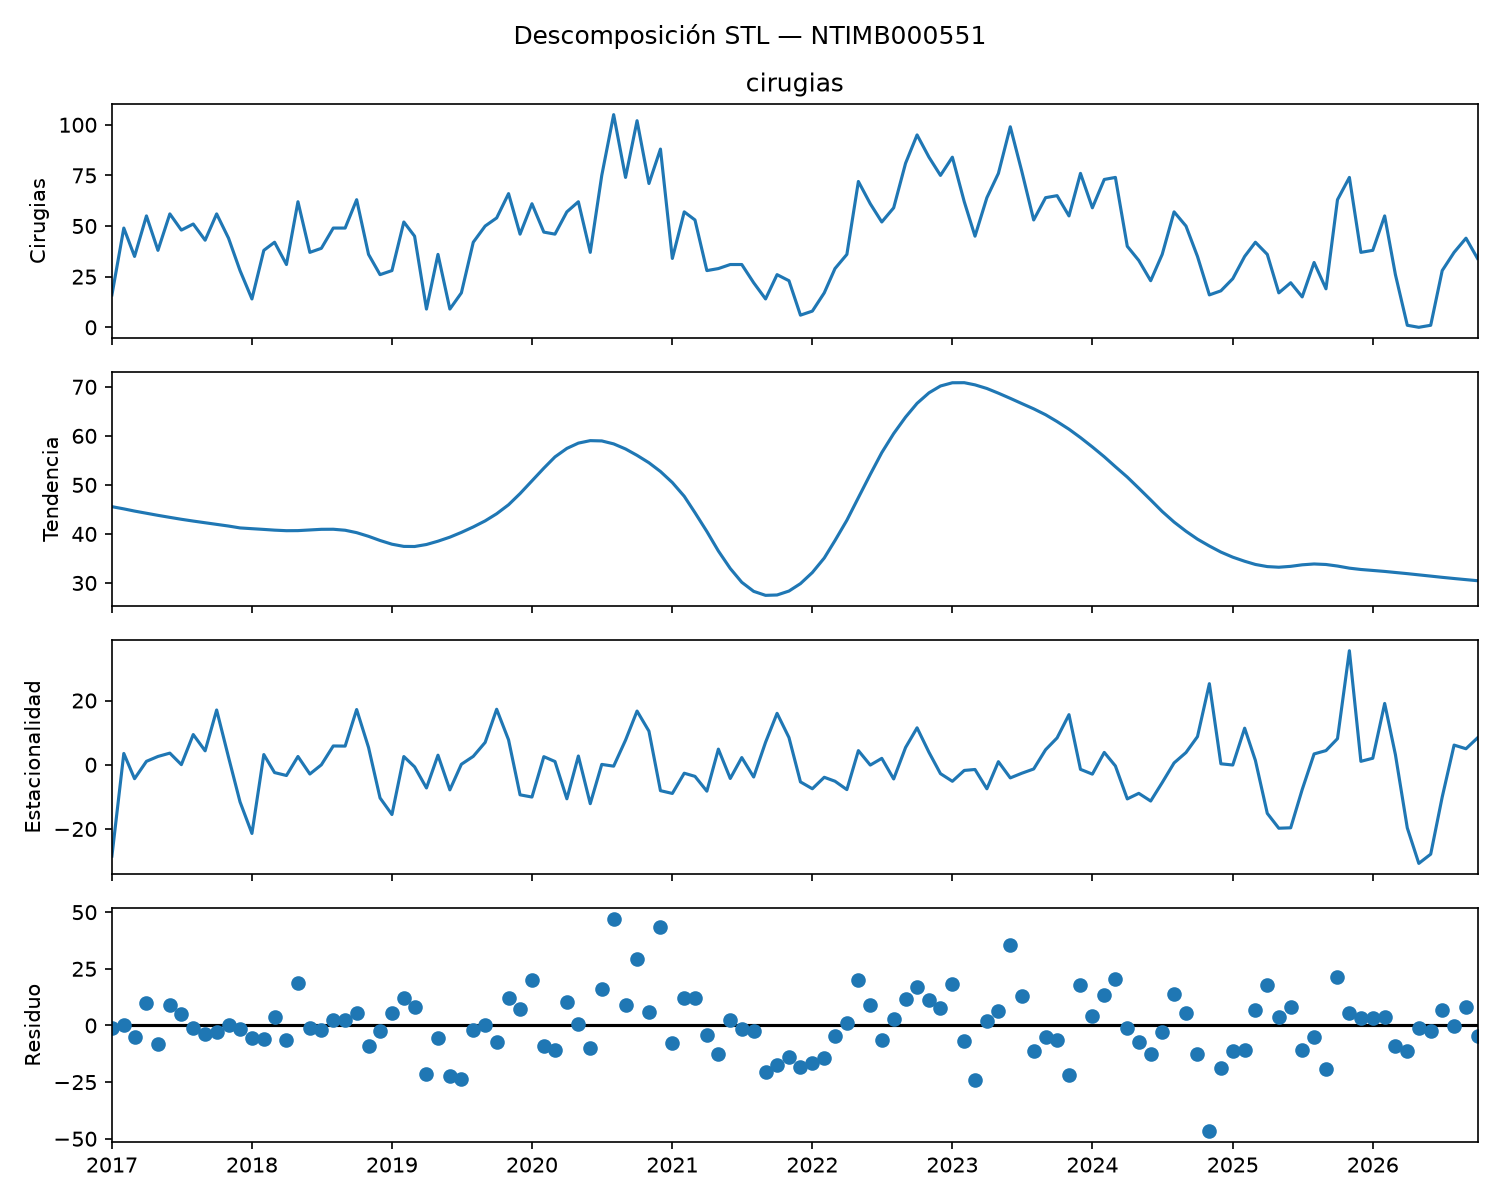 Descomposición STL — NTIMB000551
cirugias
Cirugias
100
75
50
25
0
Tendencia
70
60
50
40
30
Estacionalidad
20
0
−20
Residuo
50
25
0
−25
−50
2017 2018 2019 2020 2021 2022 2023 2024 2025 2026